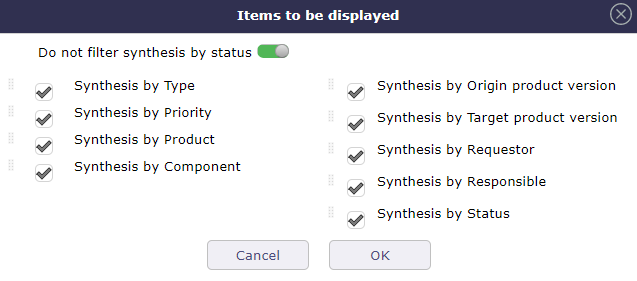 Items to be displayed
Do not filter synthesis by status
Synthesis by Type
Synthesis by Priority
Synthesis by Product
Synthesis by Component
Synthesis by Origin product version
Synthesis by Target product version
Synthesis by Requestor
Synthesis by Responsible
Synthesis by Status
Cancel
OK